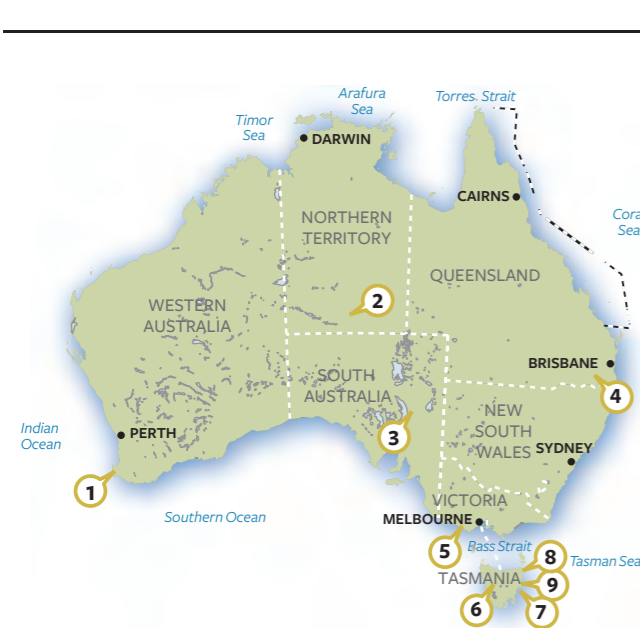 Arafura
Sea
Torres Strait
Timor
Sea
DARWIN
CAIRNS
Cora
Sea
NORTHERN
TERRITORY
QUEENSLAND
2
WESTERN
AUSTRALIA
BRISBANE
SOUTH
AUSTRALIA
4
NEW
SOUTH
WALES
Indian
Ocean
PERTH
3
SYDNEY
1
VICTORIA
Southern Ocean
MELBOURNE
5
Bass Strait
8
Tasman Sea
TASMANIA
9
6
7